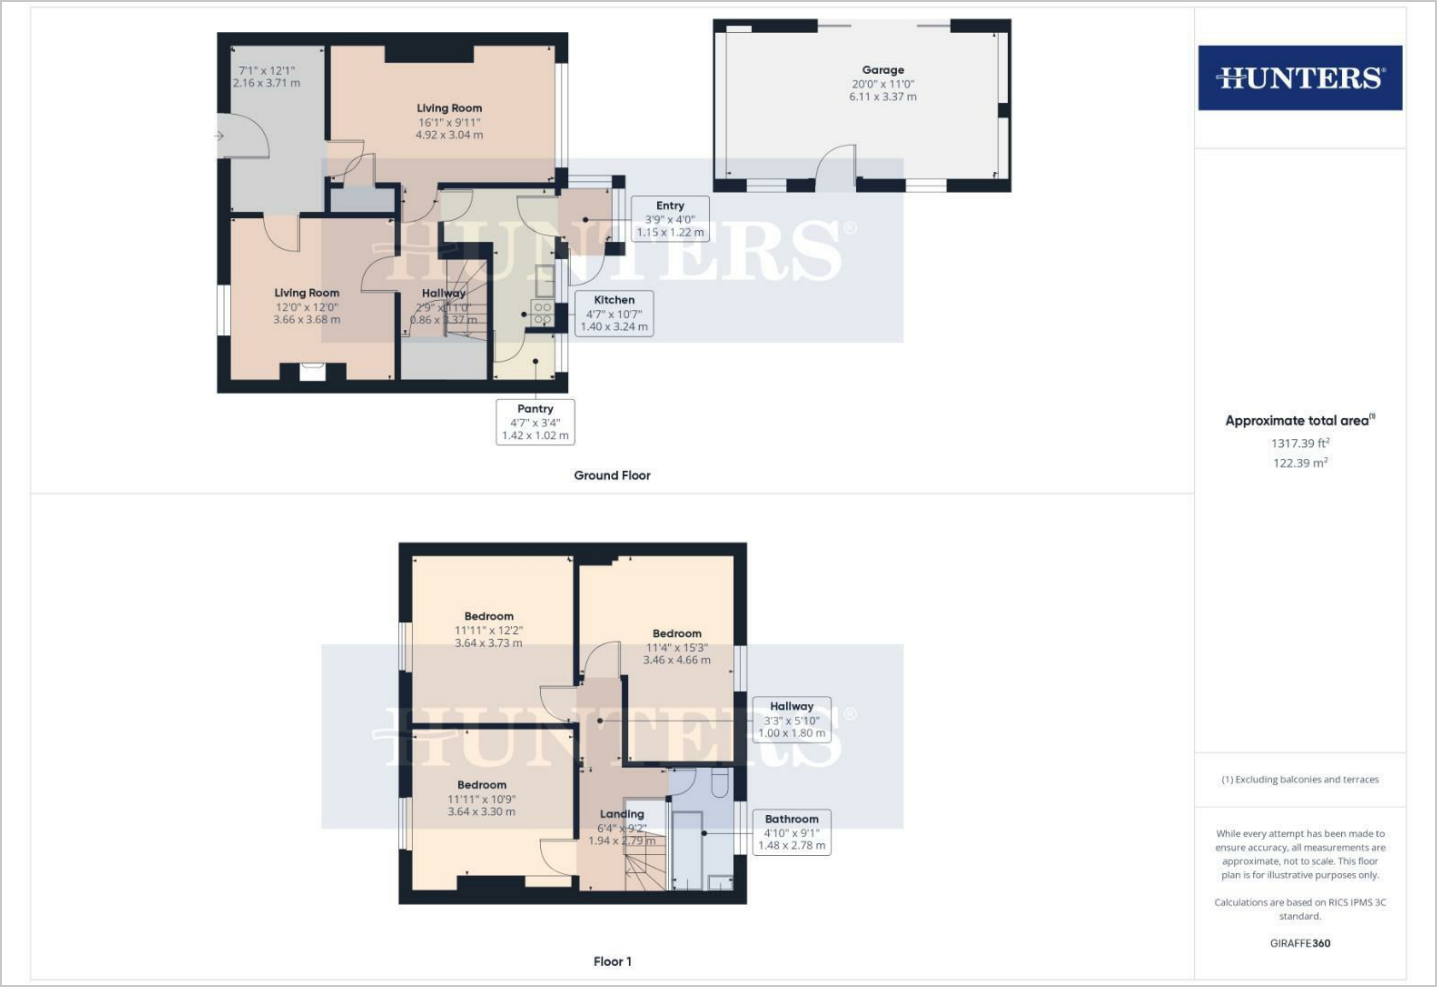 7'1" x 12'1"
2.16 x 3.71 m
Living Room
16'1" x 9'11"
4.92 x 3.04 m
Garage
20'0" x 11'0"
6.11 x 3.37 m
HUNTERS®
Entry
3'9" x 4'0"
1.15 x 1.22 m
HUNTERS®
Living Room
12'0" x 12'0"
3.66 x 3.68 m
Hallway
2'9" x 11'0"
0.86 x 3.37 m
Kitchen
4'7" x 10'7"
1.40 x 3.24 m
Pantry
4'7" x 3'4"
1.42 x 1.02 m
Ground Floor
Approximate total area(1)
1317.39 ft²
122.39 m²
Bedroom
11'11" x 12'2"
3.64 x 3.73 m
Bedroom
11'4" x 15'3"
3.46 x 4.66 m
Hallway
3'3" x 5'10"
1.00 x 1.80 m
HUNTERS®
Bedroom
11'11" x 10'9"
3.64 x 3.30 m
Landing
6'4" x 9'2"
1.94 x 2.79 m
Bathroom
4'10" x 9'1"
1.48 x 2.78 m
Floor 1
(1) Excluding balconies and terraces
While every attempt has been made to
ensure accuracy, all measurements are
approximate, not to scale. This floor
plan is for illustrative purposes only.
Calculations are based on RICS IPMS 3C
standard.
GIRAFFE360